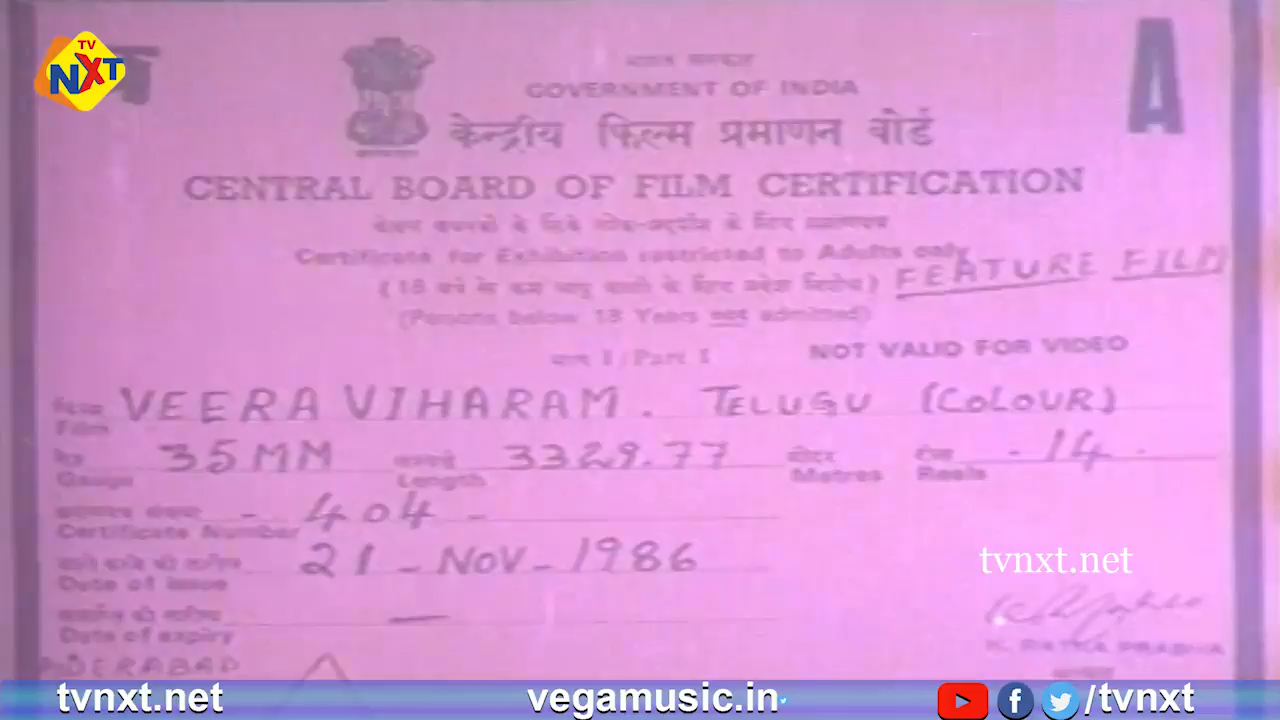 TV
NXT
A
भारत सरकार
GOVERNMENT OF INDIA
केन्द्रीय फिल्म प्रमाणन बोर्ड
CENTRAL BOARD OF FILM CERTIFICATION
Certificate for Exhibition restricted to Adults only
FEATURE FILM
(Persons below 18 Years not admitted)
भाग I / Part I
NOT VALID FOR VIDEO
Film VEERA VIHARAM. TELUGU (COLOUR)
35 MM 3329.77 - 14 -
Gauge Length Metres Reels
- 404 -
Certificate Number
21 - NOV - 1986
Date of issue
—
Date of expiry
tvnxt.net
tvnxt.net
vegamusic.in
/tvnxt